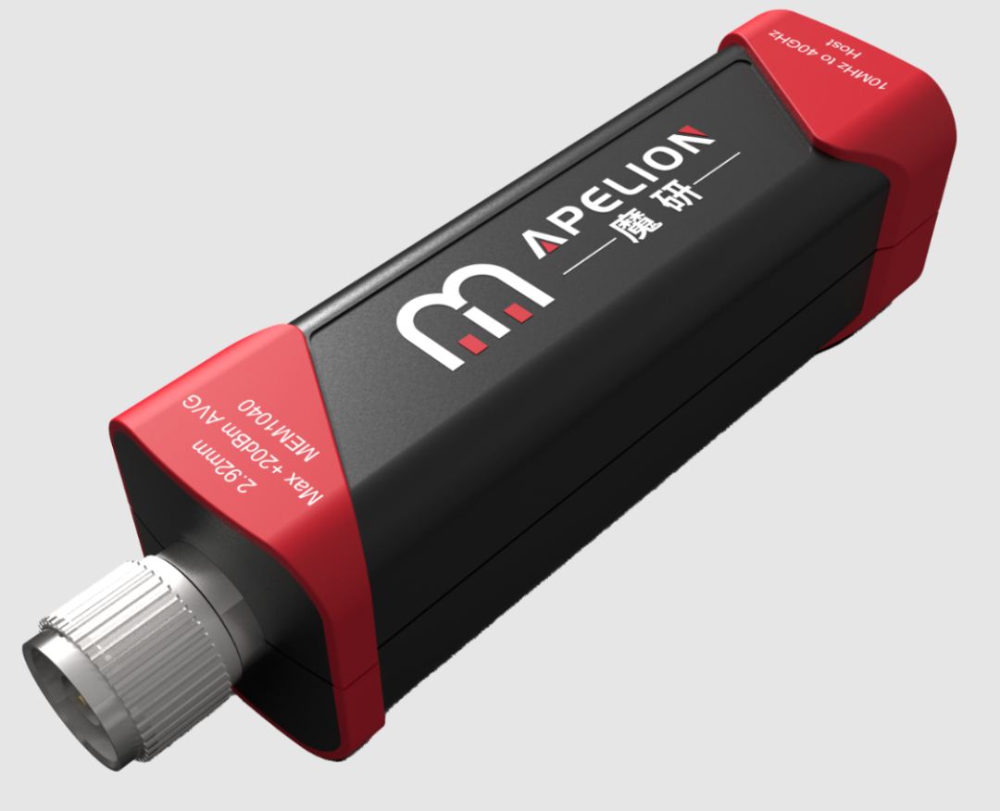 10MHz to 40GHz
Host
APELION
魔研
MEM1040
Max +20dBm AVG
2.92mm